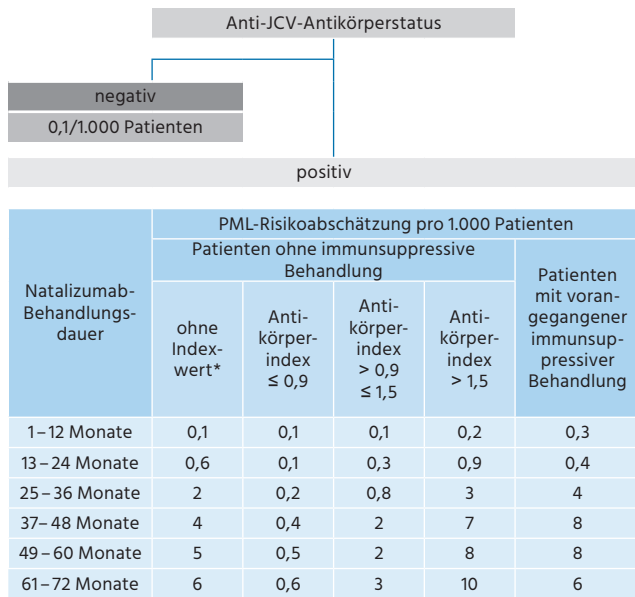 Anti-JCV-Antikörperstatus
negativ
0,1/1.000 Patienten
positiv
Natalizumab-
Behandlungs-
dauer
PML-Risikoabschätzung pro 1.000 Patienten
Patienten ohne immunsuppressive
Behandlung
ohne
Index-
wert*
Anti-
körper-
index
≤ 0,9
Anti-
körper-
index
> 0,9
≤ 1,5
Anti-
körper-
index
> 1,5
Patienten
mit voran-
gegangener
immunsup-
pressiver
Behandlung
1–12 Monate 0,1 0,1 0,1 0,2 0,3
13–24 Monate 0,6 0,1 0,3 0,9 0,4
25–36 Monate 2 0,2 0,8 3 4
37–48 Monate 4 0,4 2 7 8
49–60 Monate 5 0,5 2 8 8
61–72 Monate 6 0,6 3 10 6